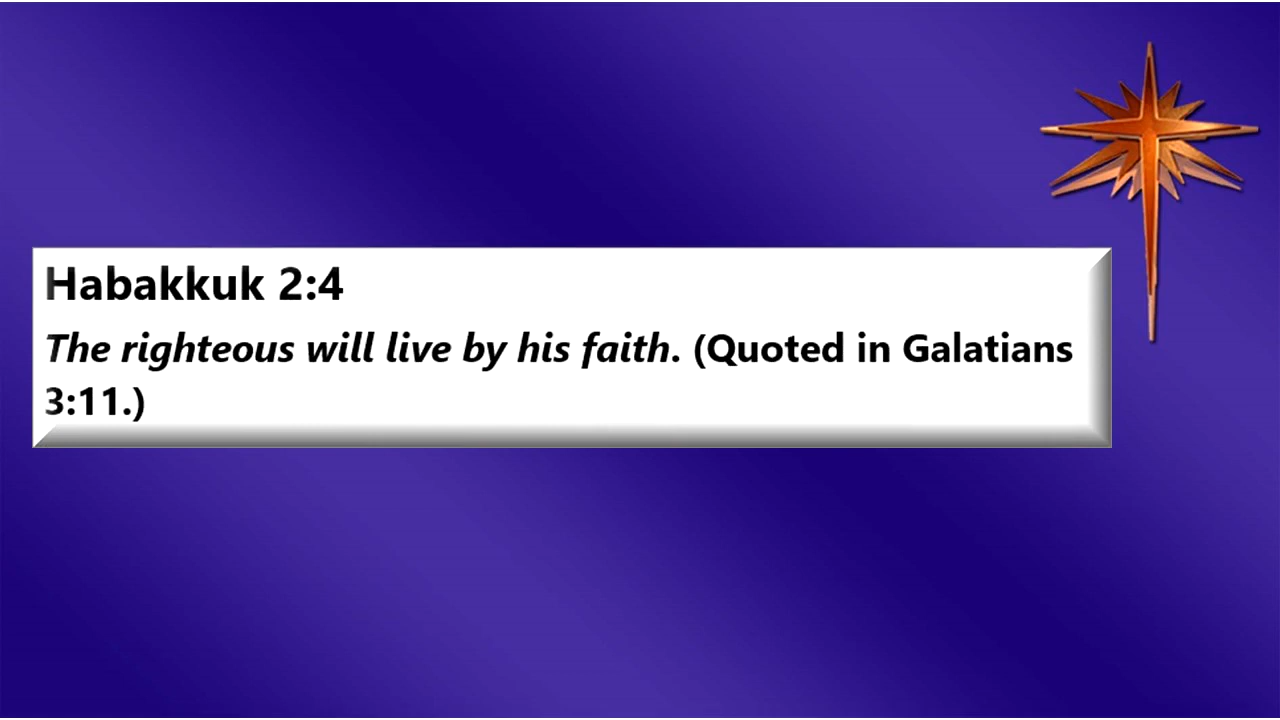 Habakkuk 2:4
The righteous will live by his faith. (Quoted in Galatians
3:11.)